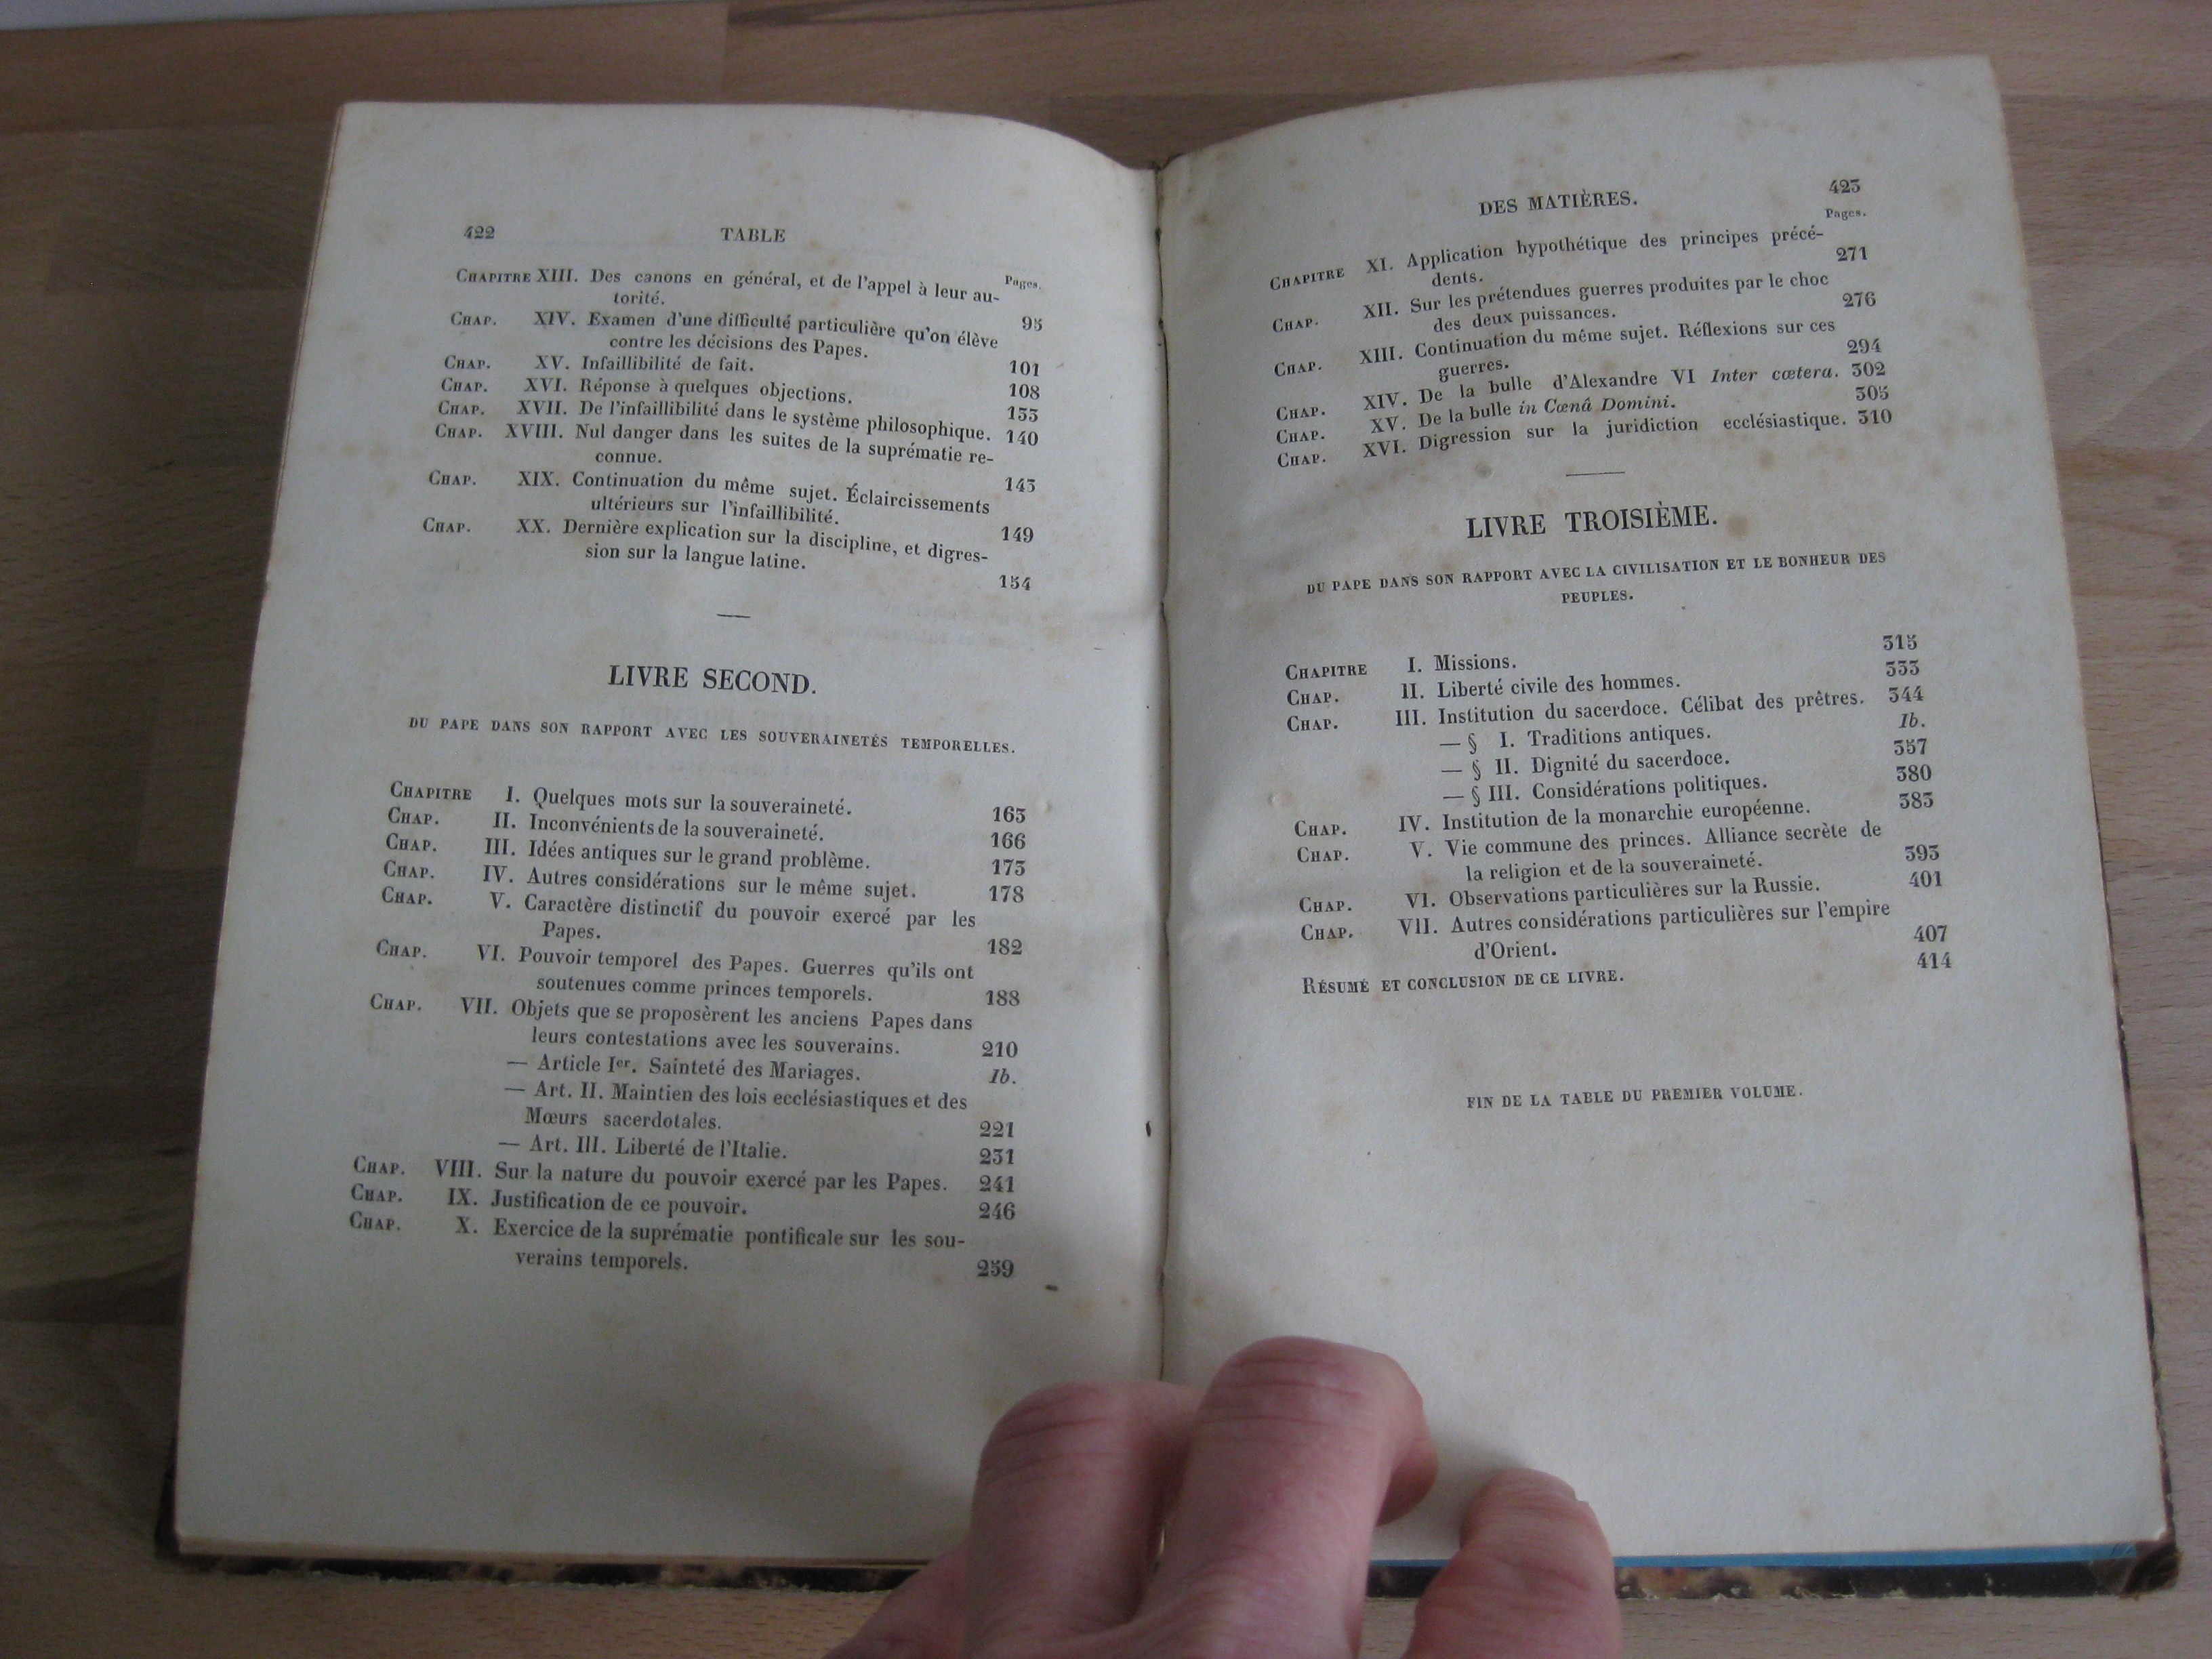 422 TABLE
Pages.
CHAPITRE XIII. Des canons en général, et de l'appel à leur au-
torité. 95
CHAP. XIV. Examen d'une difficulté particulière qu'on élève
contre les décisions des Papes. 101
CHAP. XV. Infaillibilité de fait. 108
CHAP. XVI. Réponse à quelques objections. 133
CHAP. XVII. De l'infaillibilité dans le système philosophique. 140
CHAP. XVIII. Nul danger dans les suites de la suprématie re-
connue. 143
CHAP. XIX. Continuation du même sujet. Éclaircissements
ultérieurs sur l'infaillibilité. 149
CHAP. XX. Dernière explication sur la discipline, et digres-
sion sur la langue latine. 154
LIVRE SECOND.
DU PAPE DANS SON RAPPORT AVEC LES SOUVERAINETÉS TEMPORELLES.
CHAPITRE I. Quelques mots sur la souveraineté. 163
CHAP. II. Inconvénients de la souveraineté. 166
CHAP. III. Idées antiques sur le grand problème. 173
CHAP. IV. Autres considérations sur le même sujet. 178
CHAP. V. Caractère distinctif du pouvoir exercé par les
Papes. 182
CHAP. VI. Pouvoir temporel des Papes. Guerres qu'ils ont
soutenues comme princes temporels. 188
CHAP. VII. Objets que se proposèrent les anciens Papes dans
leurs contestations avec les souverains. 210
— Article Ier. Sainteté des Mariages. Ib.
— Art. II. Maintien des lois ecclésiastiques et des
Mœurs sacerdotales. 221
— Art. III. Liberté de l'Italie. 231
CHAP. VIII. Sur la nature du pouvoir exercé par les Papes. 241
CHAP. IX. Justification de ce pouvoir. 246
CHAP. X. Exercice de la suprématie pontificale sur les sou-
verains temporels. 259
DES MATIÈRES. 423
Pages.
CHAPITRE XI. Application hypothétique des principes précé-
dents. 271
CHAP. XII. Sur les prétendues guerres produites par le choc
des deux puissances. 276
CHAP. XIII. Continuation du même sujet. Réflexions sur ces
guerres. 294
CHAP. XIV. De la bulle d'Alexandre VI Inter cœtera. 302
CHAP. XV. De la bulle in Cœnâ Domini. 305
CHAP. XVI. Digression sur la juridiction ecclésiastique. 310
LIVRE TROISIÈME.
DU PAPE DANS SON RAPPORT AVEC LA CIVILISATION ET LE BONHEUR DES
PEUPLES.
CHAPITRE I. Missions. 315
CHAP. II. Liberté civile des hommes. 333
CHAP. III. Institution du sacerdoce. Célibat des prêtres. 344
— § I. Traditions antiques. Ib.
— § II. Dignité du sacerdoce. 357
— § III. Considérations politiques. 380
CHAP. IV. Institution de la monarchie européenne. 383
CHAP. V. Vie commune des princes. Alliance secrète de
la religion et de la souveraineté. 393
CHAP. VI. Observations particulières sur la Russie. 401
CHAP. VII. Autres considérations particulières sur l'empire
d'Orient. 407
RÉSUMÉ ET CONCLUSION DE CE LIVRE. 414
FIN DE LA TABLE DU PREMIER VOLUME.